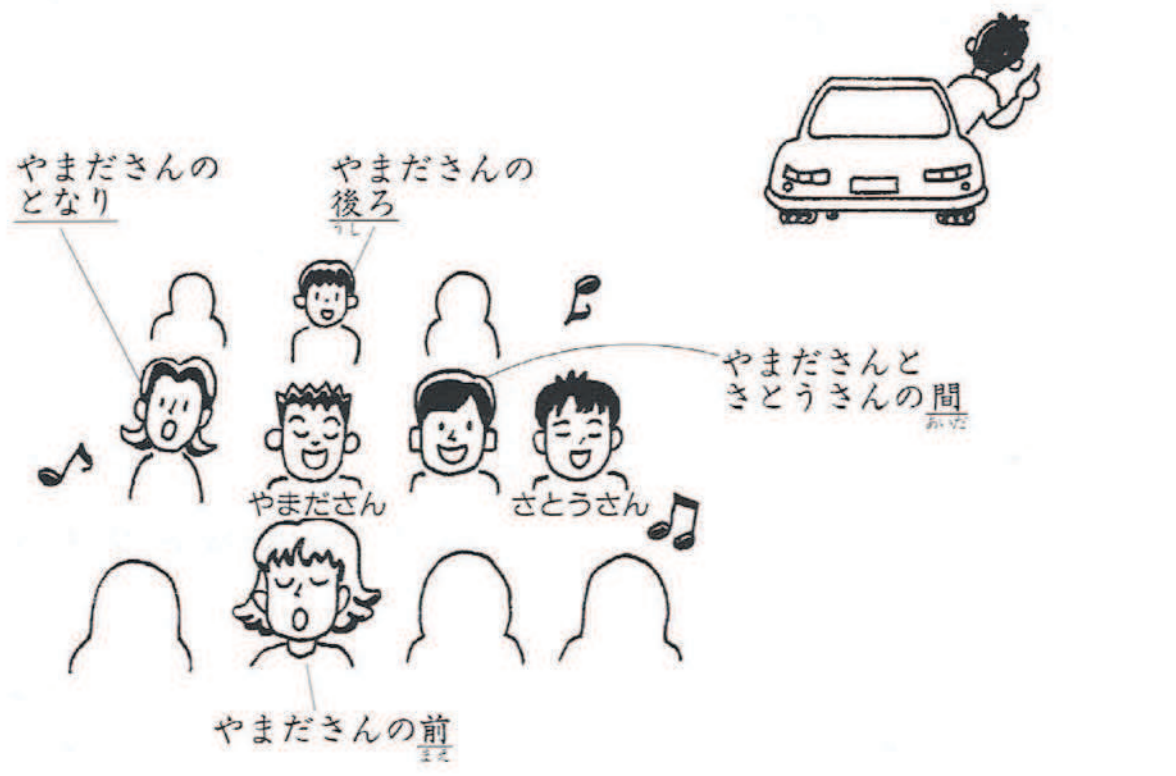 やまださんの
となり
やまださんの
後ろ
うし
やまださんと
さとうさんの間
あいだ
やまださん
さとうさん
やまださんの前
まえ